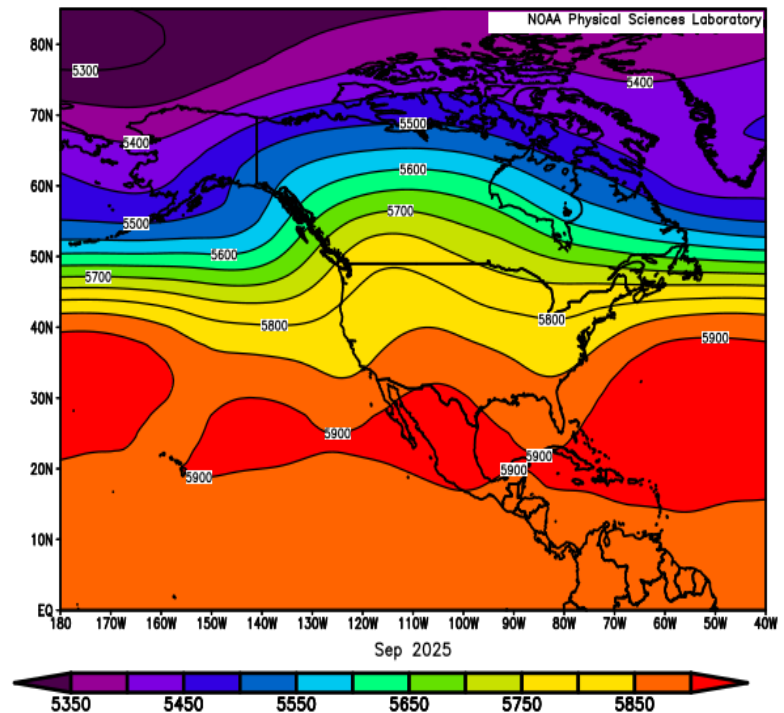 NOAA Physical Sciences Laboratory
80N
5300
5400
70N
5500
5400
5600
60N
5700
5500
50N
5600
5700
5800
5800
40N
5900
30N
5900
5900
20N
5900
5900
10N
EQ
180 170W 160W 150W 140W 130W 120W 110W 100W 90W 80W 70W 60W 50W 40W
Sep 2025
5350 5450 5550 5650 5750 5850